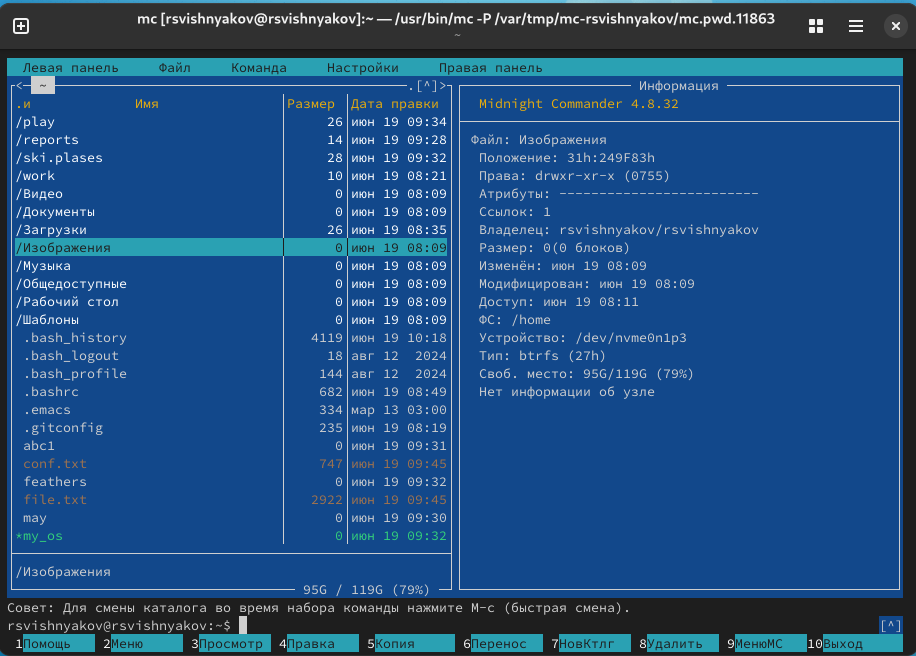 mc [rsvishnyakov@rsvishnyakov]:~ — /usr/bin/mc -P /var/tmp/mc-rsvishnyakov/mc.pwd.11863
~
Левая панель Файл Команда Настройки Правая панель
<- ~ .[^]>
.и Имя Размер Дата правки
/play 26 июн 19 09:34
/reports 14 июн 19 09:28
/ski.plases 28 июн 19 09:32
/work 10 июн 19 08:21
/Видео 0 июн 19 08:09
/Документы 0 июн 19 08:09
/Загрузки 26 июн 19 08:35
/Изображения 0 июн 19 08:09
/Музыка 0 июн 19 08:09
/Общедоступные 0 июн 19 08:09
/Рабочий стол 0 июн 19 08:09
/Шаблоны 0 июн 19 08:09
.bash_history 4119 июн 19 10:18
.bash_logout 18 авг 12 2024
.bash_profile 144 авг 12 2024
.bashrc 682 июн 19 08:49
.emacs 334 мар 13 03:00
.gitconfig 235 июн 19 08:19
abc1 0 июн 19 09:31
conf.txt 747 июн 19 09:45
feathers 0 июн 19 09:32
file.txt 2922 июн 19 09:45
may 0 июн 19 09:30
*my_os 0 июн 19 09:32
/Изображения
95G / 119G (79%)
Информация
Midnight Commander 4.8.32
Файл: Изображения
Положение: 31h:249F83h
Права: drwxr-xr-x (0755)
Атрибуты: -------------------------
Ссылок: 1
Владелец: rsvishnyakov/rsvishnyakov
Размер: 0(0 блоков)
Изменён: июн 19 08:09
Модифицирован: июн 19 08:09
Доступ: июн 19 08:11
ФС: /home
Устройство: /dev/nvme0n1p3
Тип: btrfs (27h)
Своб. место: 95G/119G (79%)
Нет информации об узле
Совет: Для смены каталога во время набора команды нажмите M-c (быстрая смена).
rsvishnyakov@rsvishnyakov:~$ [^]
1Помощь 2Меню 3Просмотр 4Правка 5Копия 6Перенос 7НовКтлг 8Удалить 9МенюMC 10Выход